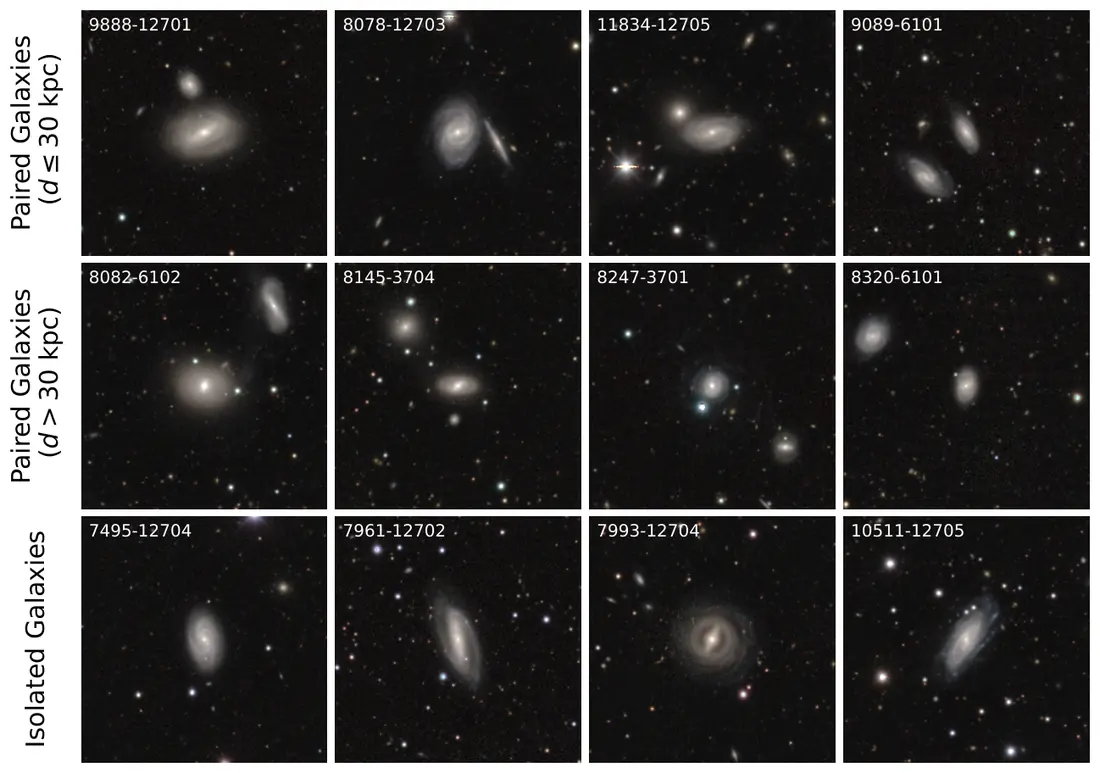 Paired Galaxies
(d ≤ 30 kpc)
9888-12701
8078-12703
11834-12705
9089-6101
Paired Galaxies
(d > 30 kpc)
8082-6102
8145-3704
8247-3701
8320-6101
Isolated Galaxies
7495-12704
7961-12702
7993-12704
10511-12705